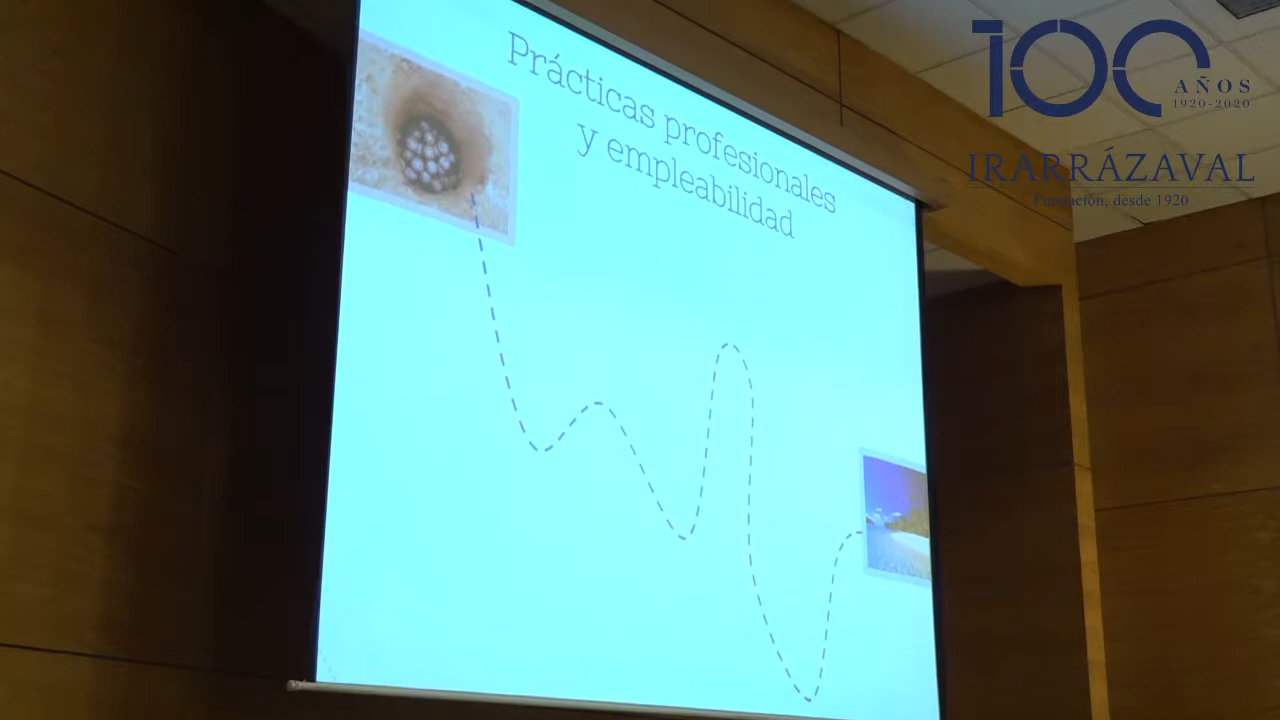 Prácticas profesionales
y empleabilidad
100
AÑOS
1920-2020
IRARRÁZAVAL
Fundación, desde 1920